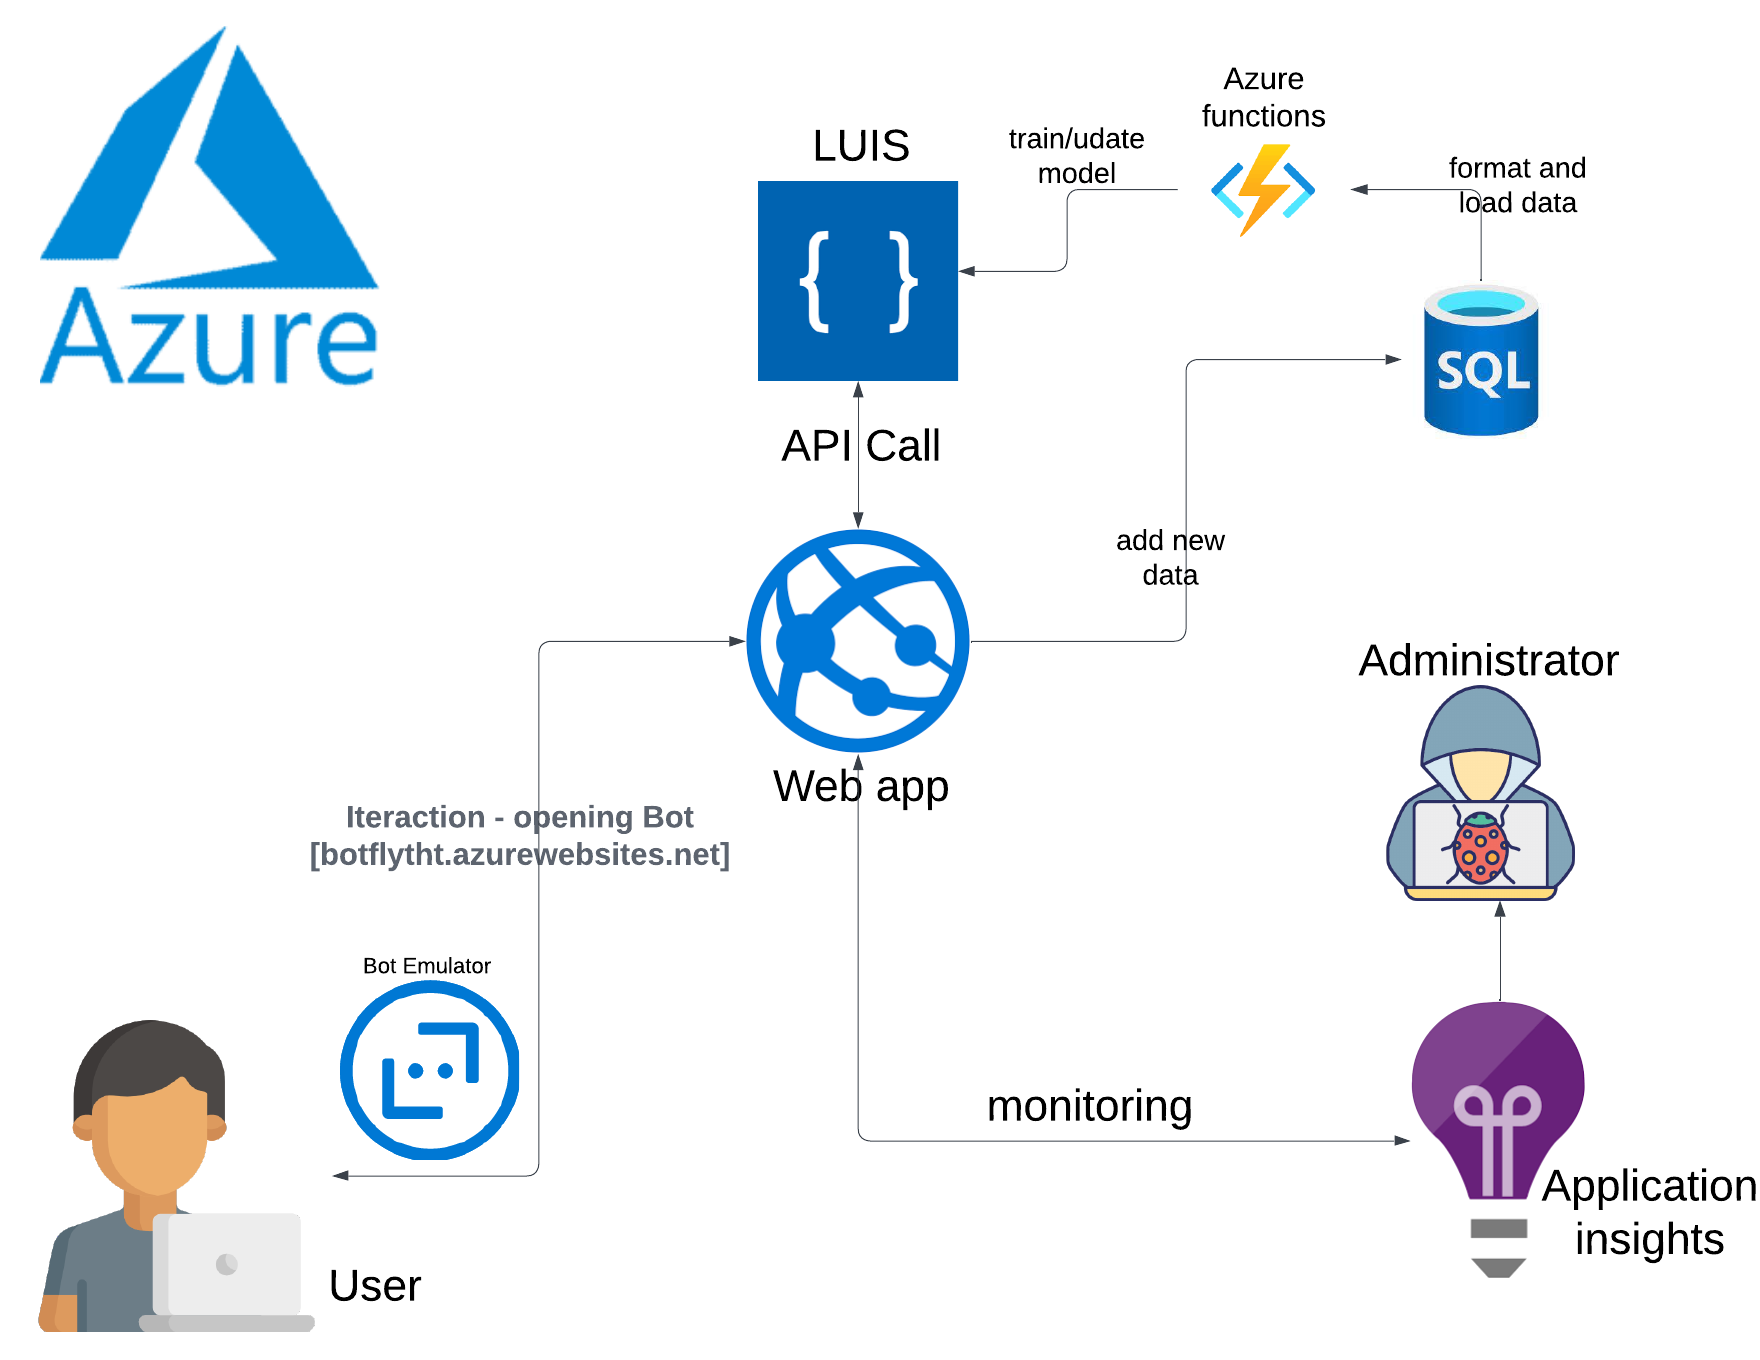 Azure
LUIS
{ }
train/udate
model
Azure
functions
format and
load data
SQL
API Call
add new
data
Web app
Administrator
Iteraction - opening Bot
[botflytht.azurewebsites.net]
Bot Emulator
monitoring
Application
insights
User